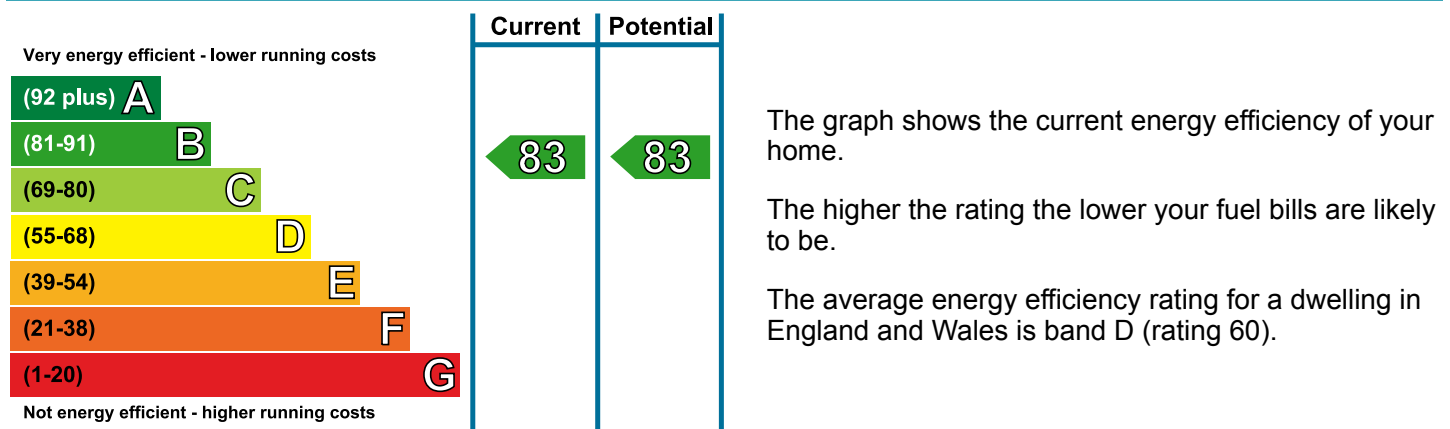 Current Potential
Very energy efficient - lower running costs
(92 plus) A
(81-91) B
83 83
(69-80) C
(55-68) D
(39-54) E
(21-38) F
(1-20) G
Not energy efficient - higher running costs
The graph shows the current energy efficiency of your
home.
The higher the rating the lower your fuel bills are likely
to be.
The average energy efficiency rating for a dwelling in
England and Wales is band D (rating 60).